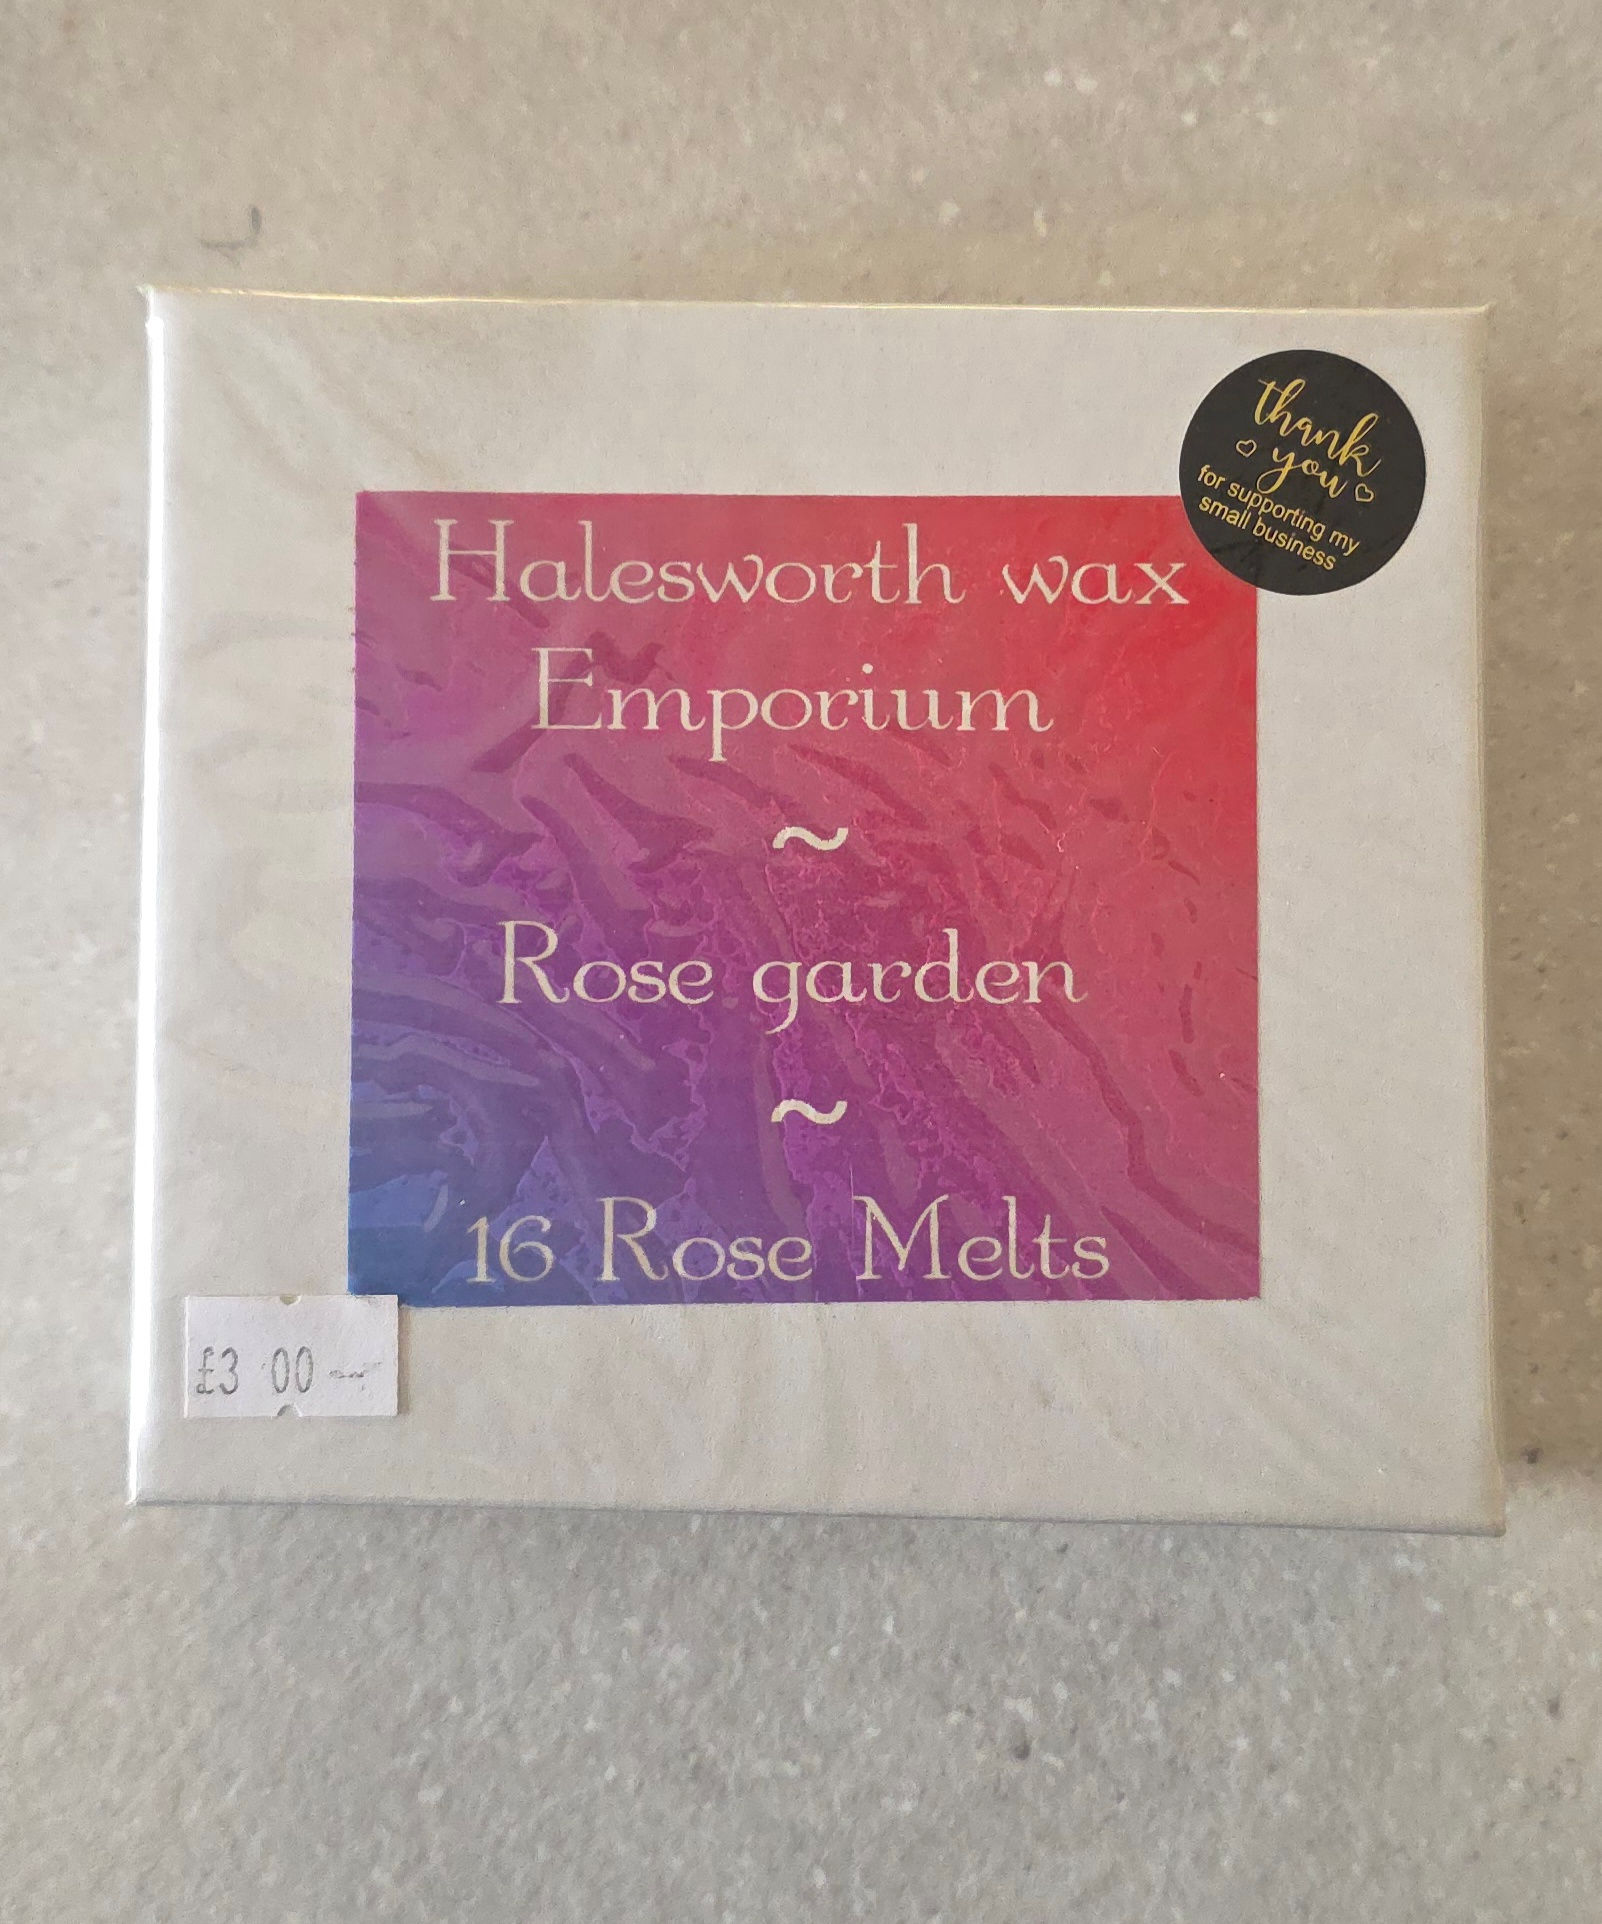 thank
you
for supporting my
small business
Halesworth wax
Emporium
~
Rose garden
~
16 Rose Melts
£3 00